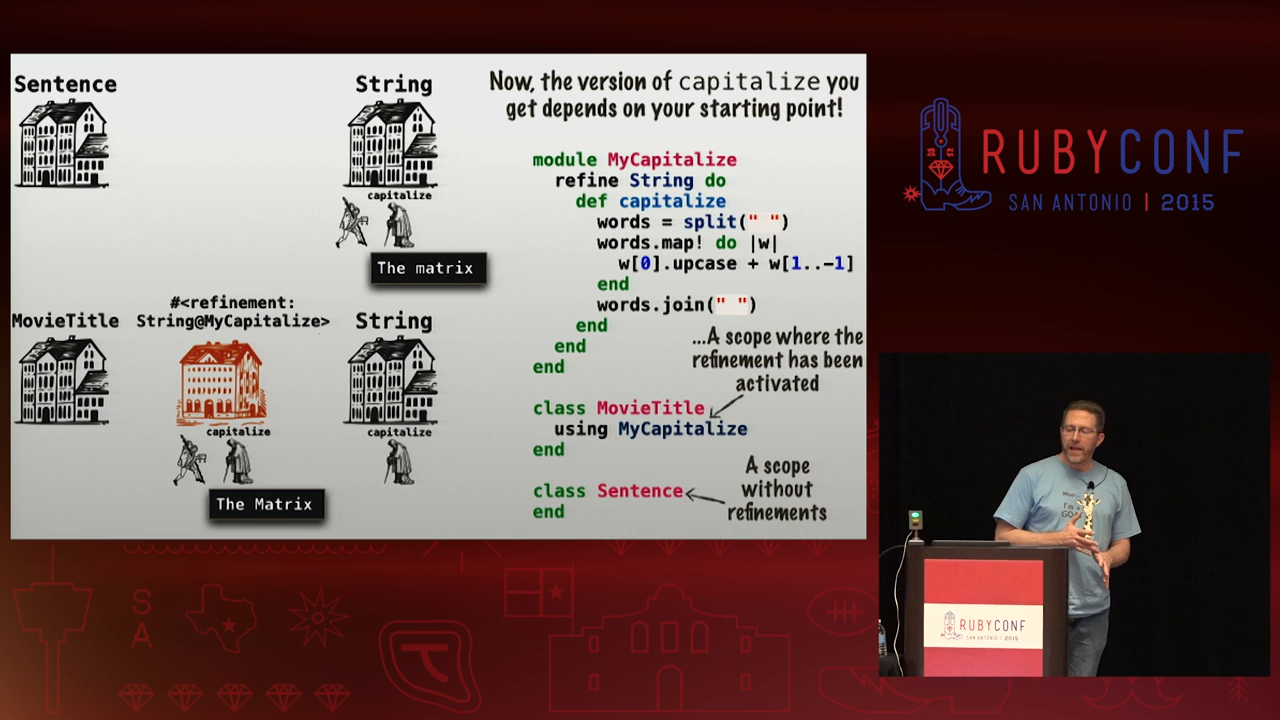 Sentence
String
capitalize
The matrix
#<refinement:
String@MyCapitalize>
MovieTitle
String
capitalize
capitalize
The Matrix
Now, the version of capitalize you
get depends on your starting point!
module MyCapitalize
refine String do
def capitalize
words = split(" ")
words.map! do |w|
w[0].upcase + w[1..-1]
end
words.join(" ")
end
end
end
...A scope where the
refinement has been
activated
class MovieTitle
using MyCapitalize
end
A scope
without
refinements
class Sentence
end
RUBYCONF
SAN ANTONIO | 2015
I'm a
RUBYCONF
SAN ANTONIO | 2015
S
A